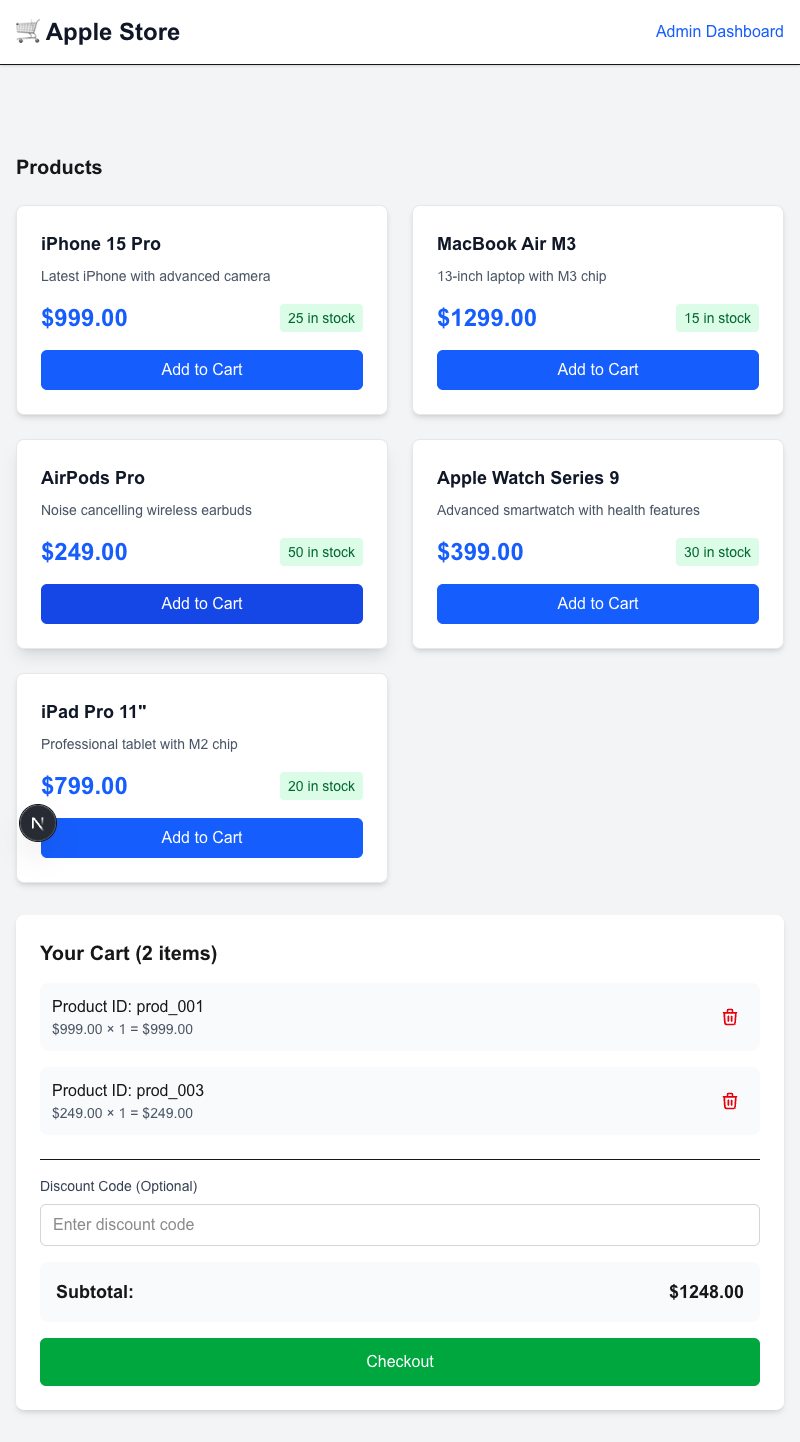 Apple Store
Admin Dashboard
Products
iPhone 15 Pro
Latest iPhone with advanced camera
$999.00
25 in stock
Add to Cart
MacBook Air M3
13-inch laptop with M3 chip
$1299.00
15 in stock
Add to Cart
AirPods Pro
Noise cancelling wireless earbuds
$249.00
50 in stock
Add to Cart
Apple Watch Series 9
Advanced smartwatch with health features
$399.00
30 in stock
Add to Cart
iPad Pro 11"
Professional tablet with M2 chip
$799.00
20 in stock
N
Add to Cart
Your Cart (2 items)
Product ID: prod_001
$999.00 × 1 = $999.00
Product ID: prod_003
$249.00 × 1 = $249.00
Discount Code (Optional)
Enter discount code
Subtotal:
$1248.00
Checkout